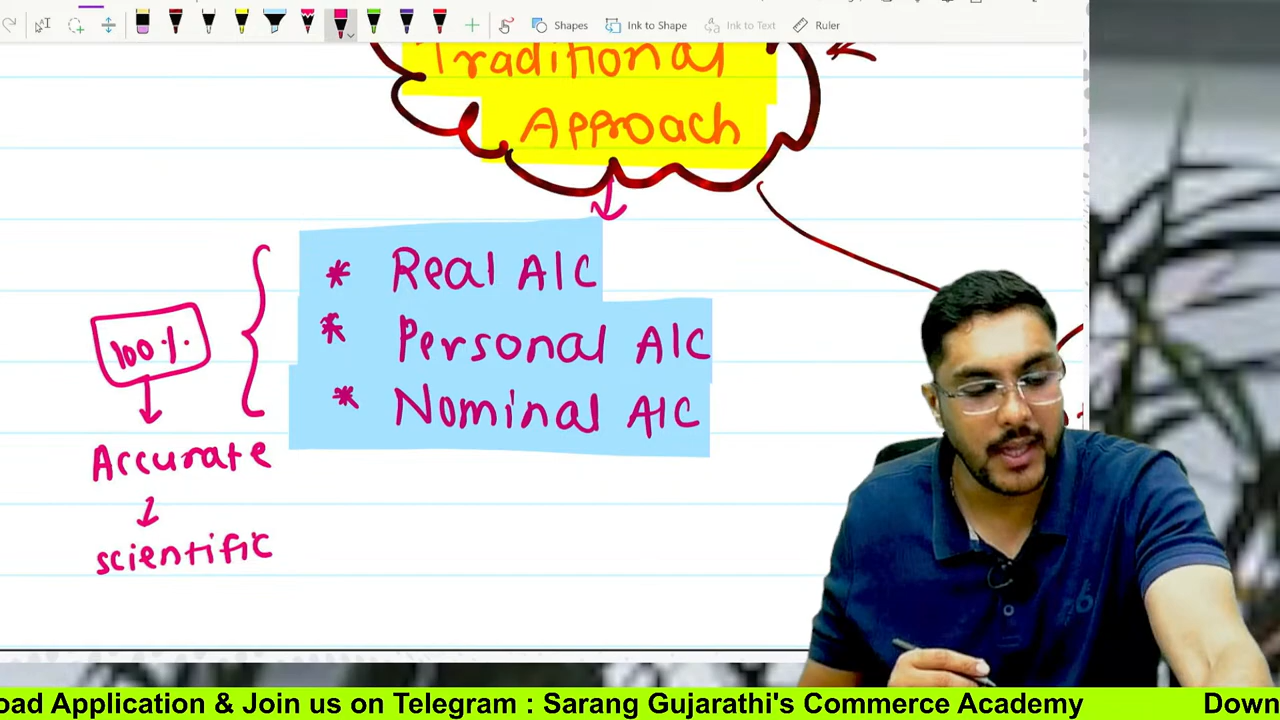 Shapes
Ink to Shape
Ink to Text
Ruler
Traditional
Approach
* Real A/C
* Personal A/C
* Nominal A/C
100%
Accurate
scientific
oad Application & Join us on Telegram : Sarang Gujarathi's Commerce Academy
Down